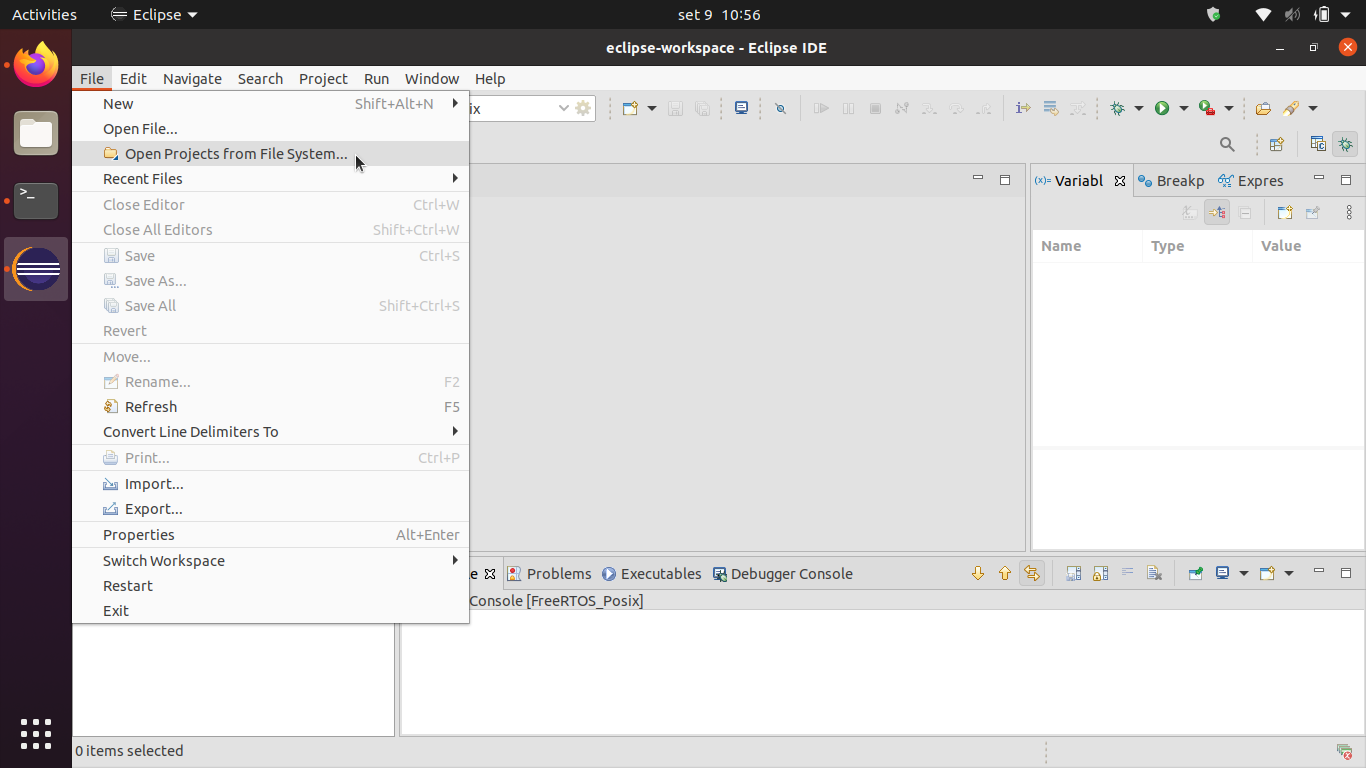 Activities Eclipse set 9 10:56
eclipse-workspace - Eclipse IDE
File Edit Navigate Search Project Run Window Help
New Shift+Alt+N
ix
Open File...
Open Projects from File System...
Recent Files
Close Editor Ctrl+W
Close All Editors Shift+Ctrl+W
Save Ctrl+S
Save As...
Save All Shift+Ctrl+S
Revert
Move...
Rename... F2
Refresh F5
Convert Line Delimiters To
Print... Ctrl+P
Import...
Export...
Properties Alt+Enter
Switch Workspace
Restart
Exit
(x)= Variabl Breakp Expres
Name Type Value
e Problems Executables Debugger Console
Console [FreeRTOS_Posix]
0 items selected